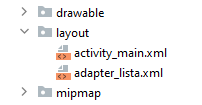 drawable
layout
activity_main.xml
adapter_lista.xml
mipmap